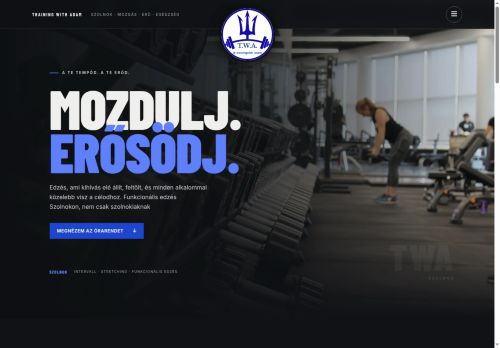 TRAINING WITH ADAM
SZOLNOK · MOZGÁS · ERŐ · EGÉSZSÉG
T.W.A.
A TE TEMPÓD. A TE ERŐD.
MOZDULJ.
ERŐSÖDJ.
Edzés, ami kihívás elé állít, feltölt, és minden alkalommal
közelebb visz a célodhoz. Funkcionális edzés
Szolnokon, nem csak szolnokiaknak
MEGNÉZEM AZ ÓRARENDET ↓
TWA
SZOLNOK
SZOLNOK INTERVALL · STRETCHING · FUNKCIONÁLIS EDZÉS